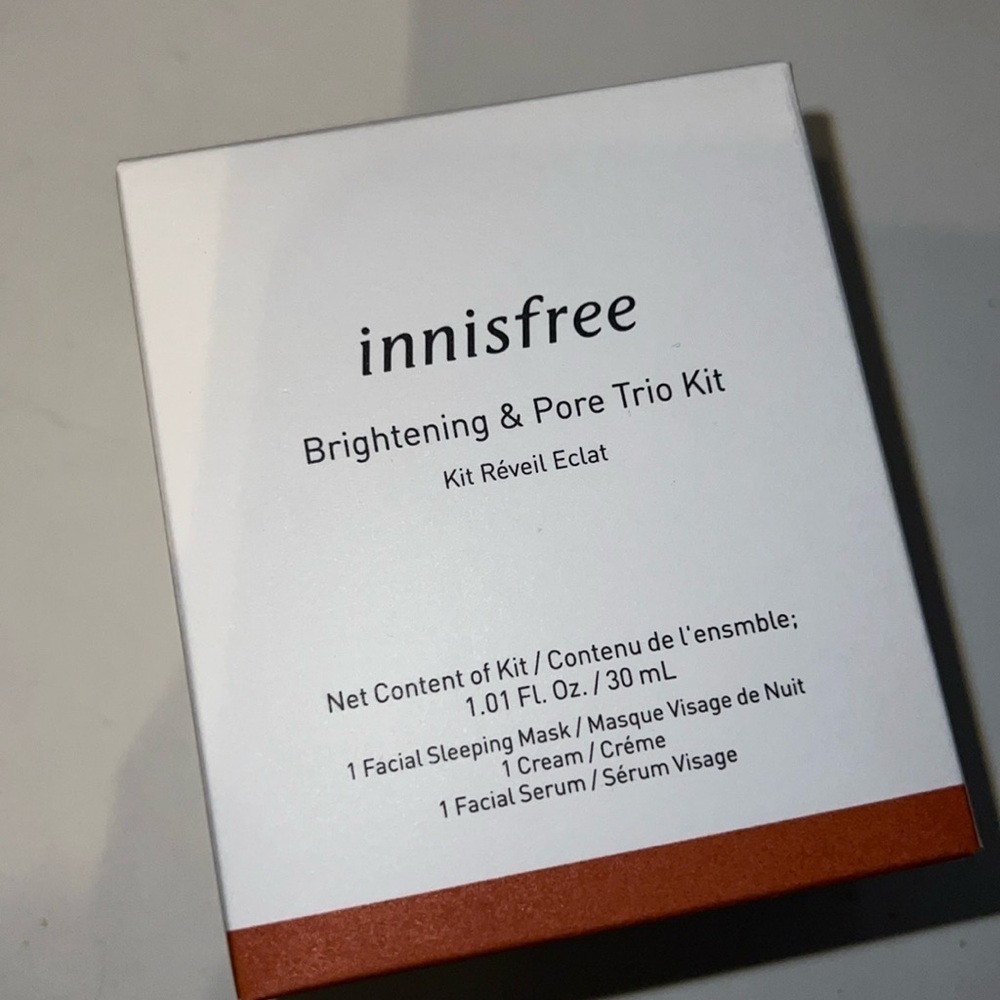 innisfree
Brightening & Pore Trio Kit
Kit Réveil Eclat
Net Content of Kit / Contenu de l'ensmble;
1.01 Fl. Oz. / 30 mL
1 Facial Sleeping Mask / Masque Visage de Nuit
1 Cream / Créme
1 Facial Serum / Sérum Visage